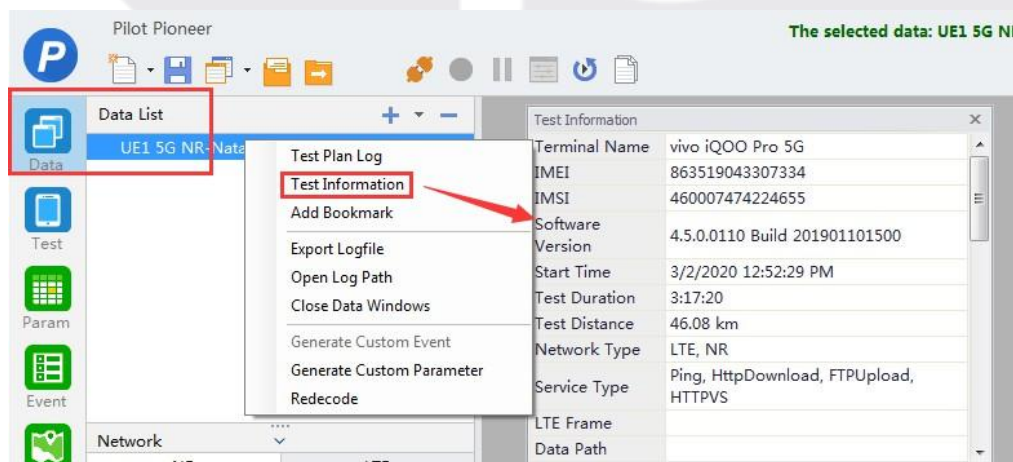 Pilot Pioneer
The selected data: UE1 5G
P
Data List
UE1 5G NR-Nata
Data
Test
Param
Event
Test Plan Log
Test Information
Add Bookmark
Export Logfile
Open Log Path
Close Data Windows
Generate Custom Event
Generate Custom Parameter
Redecode
Network
Test Information
Terminal Name vivo iQOO Pro 5G
IMEI 863519043307334
IMSI 460007474224655
Software
Version
4.5.0.0110 Build 201901101500
Start Time 3/2/2020 12:52:29 PM
Test Duration 3:17:20
Test Distance 46.08 km
Network Type LTE, NR
Service Type
Ping, HttpDownload, FTPUpload,
HTTPVS
LTE Frame
Data Path